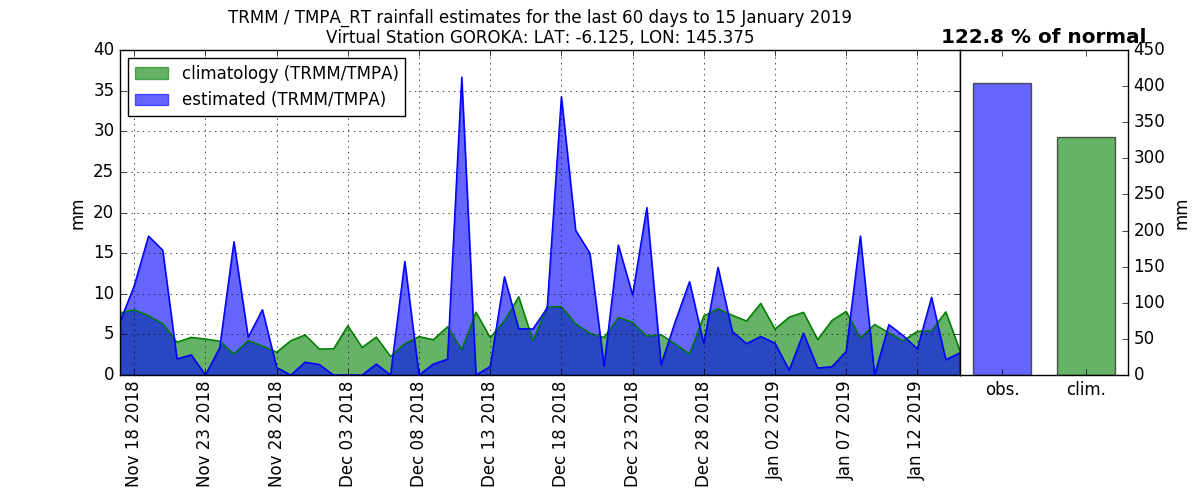 TRMM / TMPA_RT rainfall estimates for the last 60 days to 15 January 2019
Virtual Station GOROKA: LAT: -6.125, LON: 145.375
122.8 % of normal
climatology (TRMM/TMPA)
estimated (TRMM/TMPA)
mm
40
35
30
25
20
15
10
5
0
450
400
350
300
250
200
150
100
50
0
mm
Nov 18 2018
Nov 23 2018
Nov 28 2018
Dec 03 2018
Dec 08 2018
Dec 13 2018
Dec 18 2018
Dec 23 2018
Dec 28 2018
Jan 02 2019
Jan 07 2019
Jan 12 2019
obs.
clim.